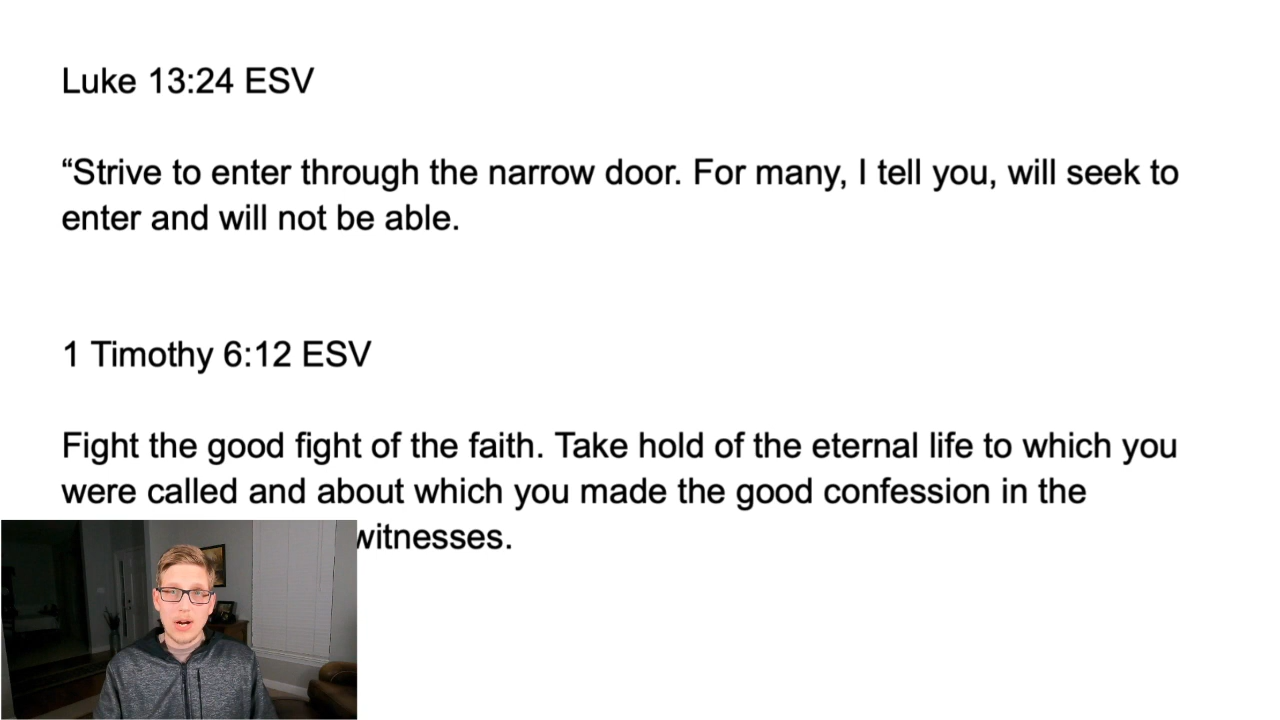 Luke 13:24 ESV
“Strive to enter through the narrow door. For many, I tell you, will seek to
enter and will not be able.
1 Timothy 6:12 ESV
Fight the good fight of the faith. Take hold of the eternal life to which you
were called and about which you made the good confession in the
witnesses.